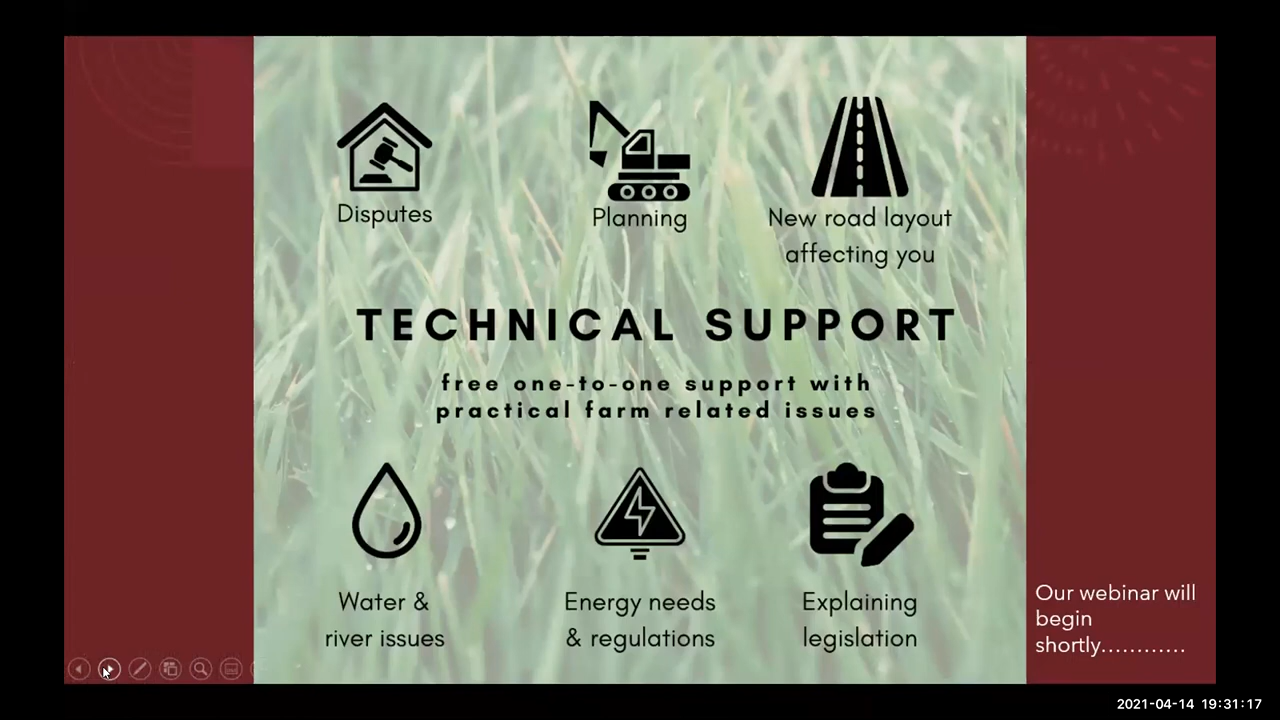 Disputes
Planning
New road layout
affecting you
TECHNICAL SUPPORT
free one-to-one support with
practical farm related issues
Water &
river issues
Energy needs
& regulations
Explaining
legislation
Our webinar will
begin
shortly............
2021-04-14 19:31:17